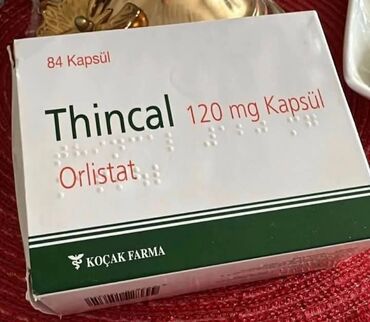 84 Kapsül
Thincal 120 mg Kapsül
Orlistat
KOÇAK FARMA